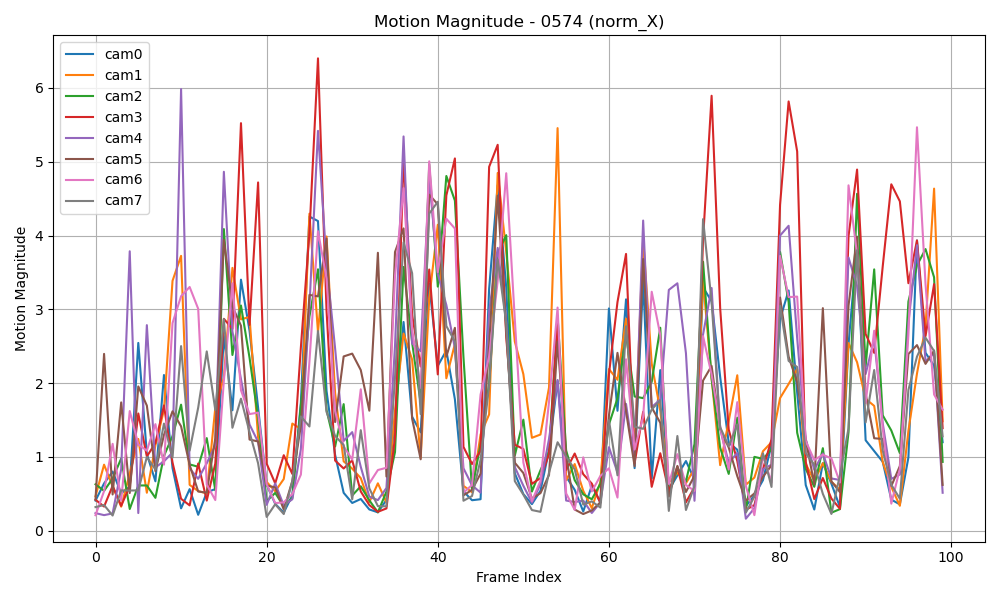 Motion Magnitude - 0574 (norm_X)
cam0
cam1
cam2
cam3
cam4
cam5
cam6
cam7
Motion Magnitude
6
5
4
3
2
1
0
0 20 40 60 80 100
Frame Index